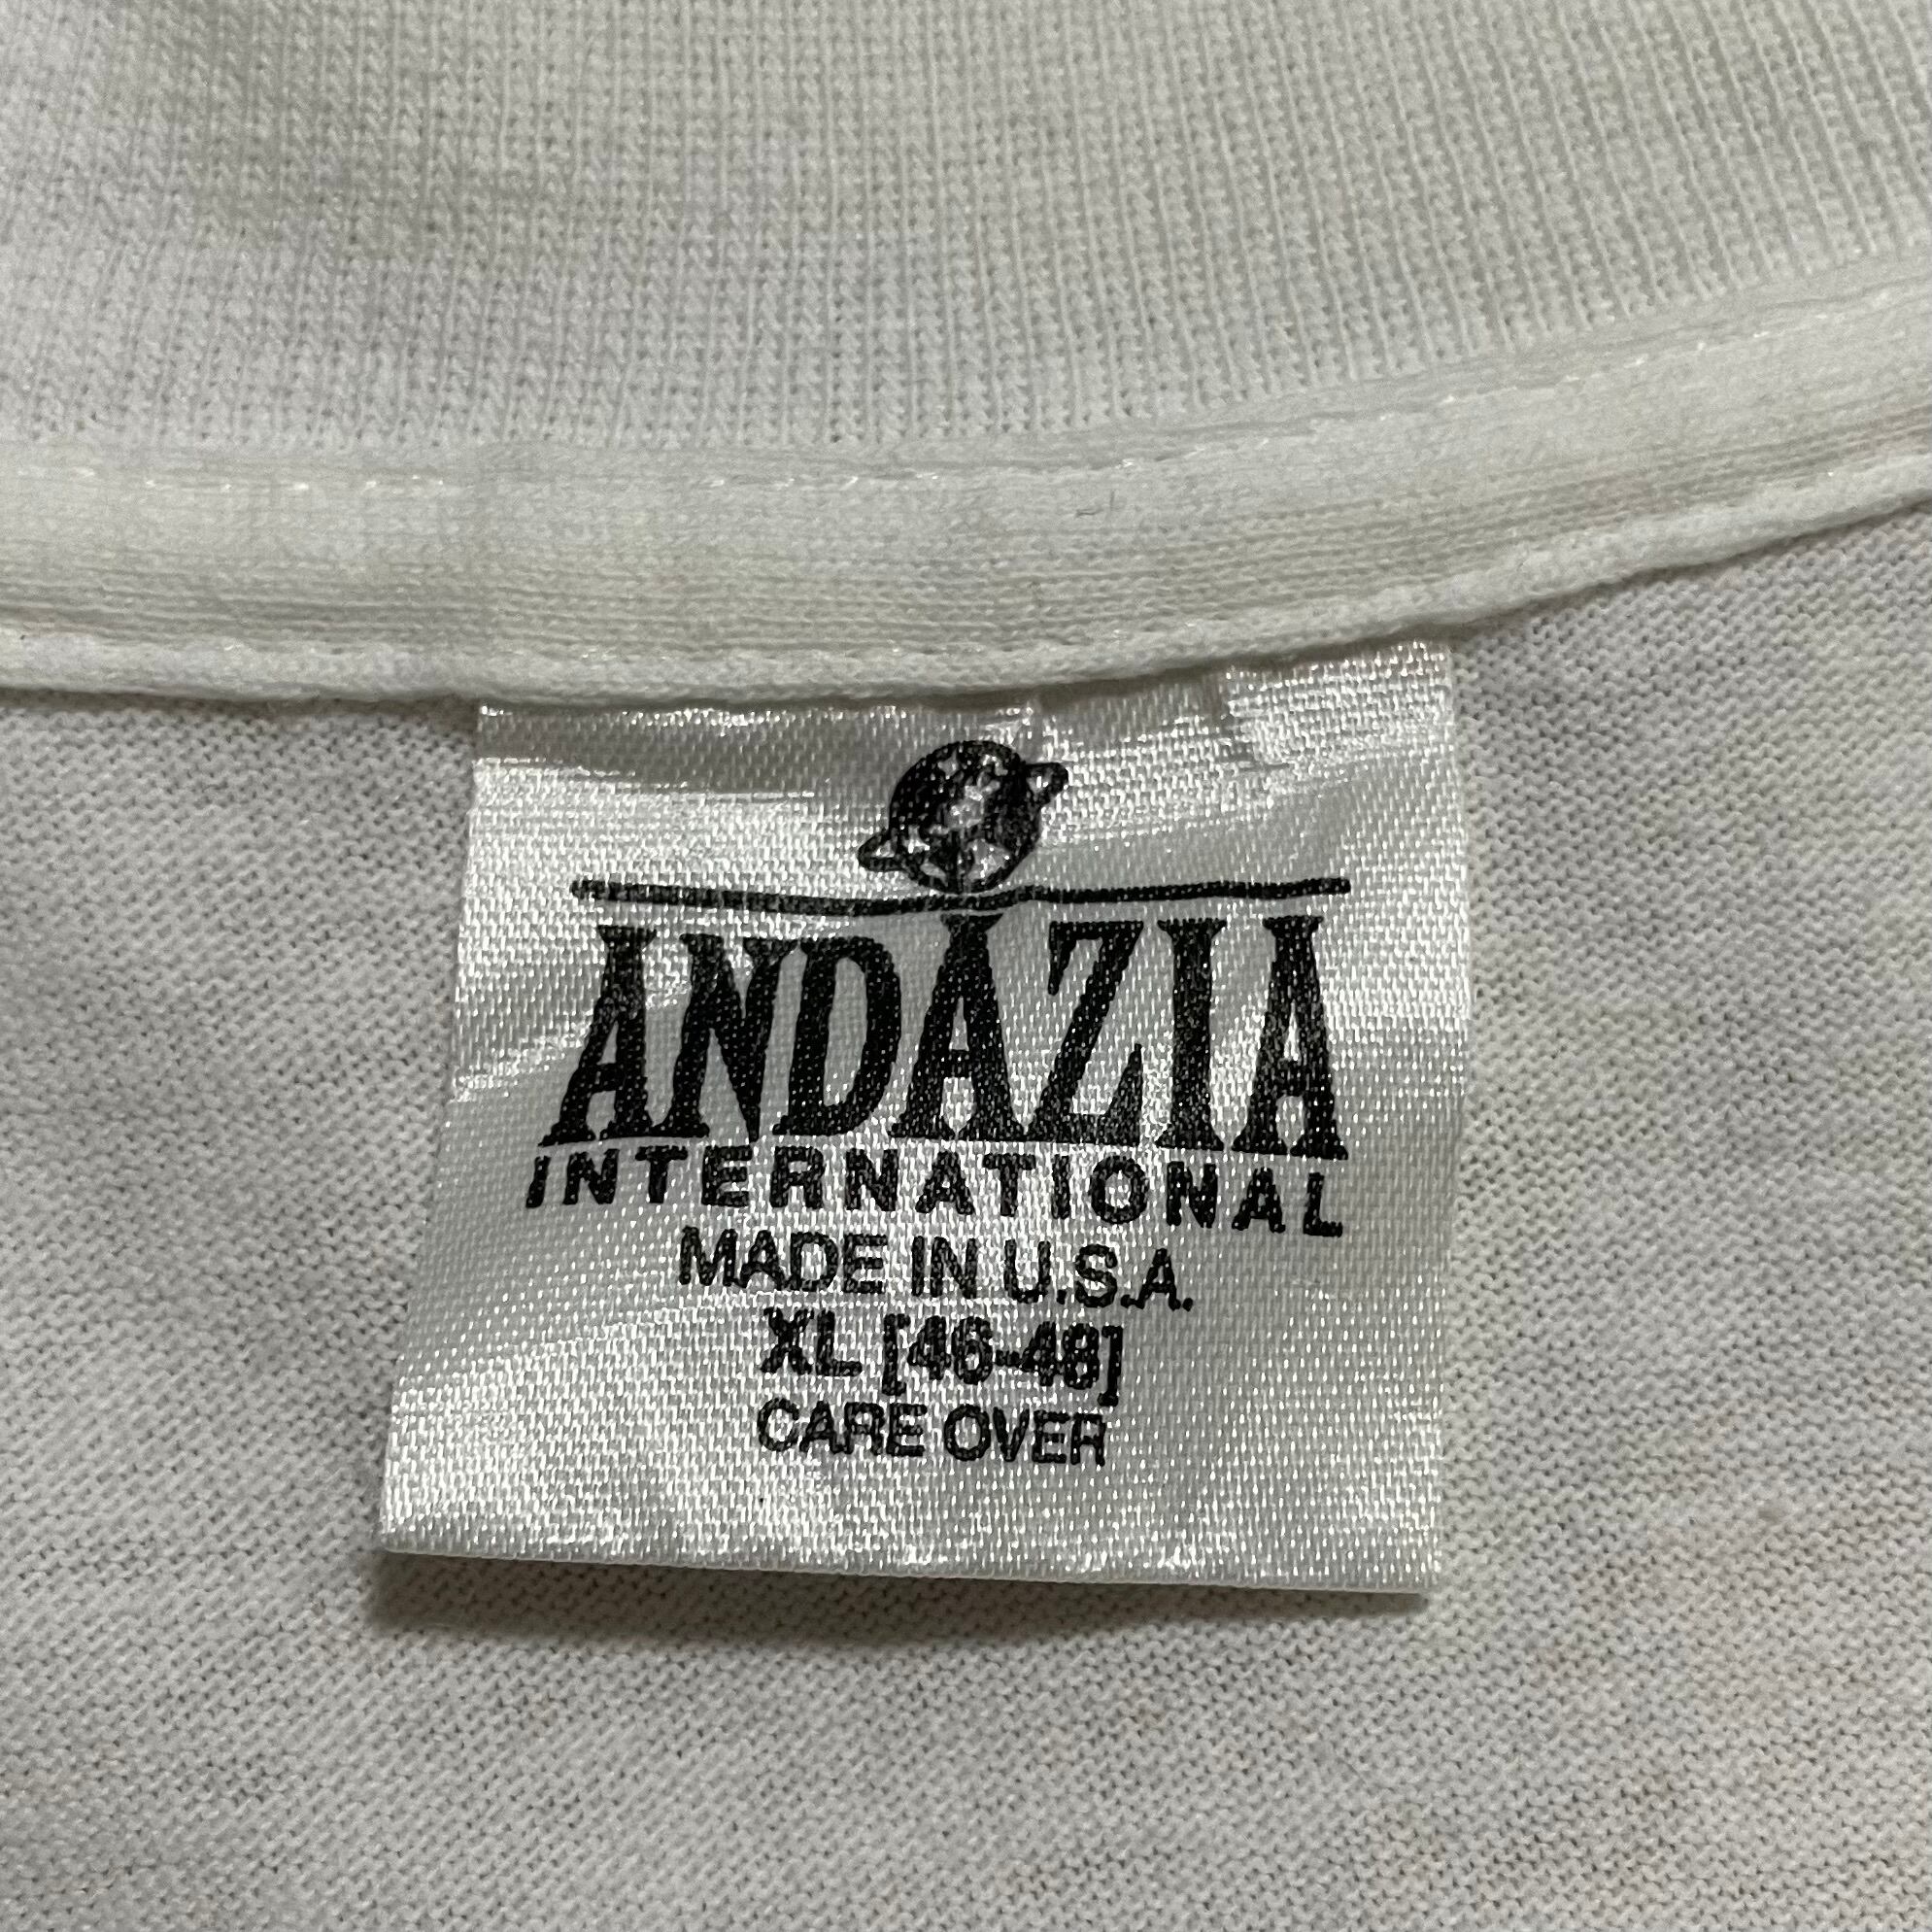 ANDAZIA
INTERNATIONAL
MADE IN U.S.A.
XL [46-48]
CARE OVER